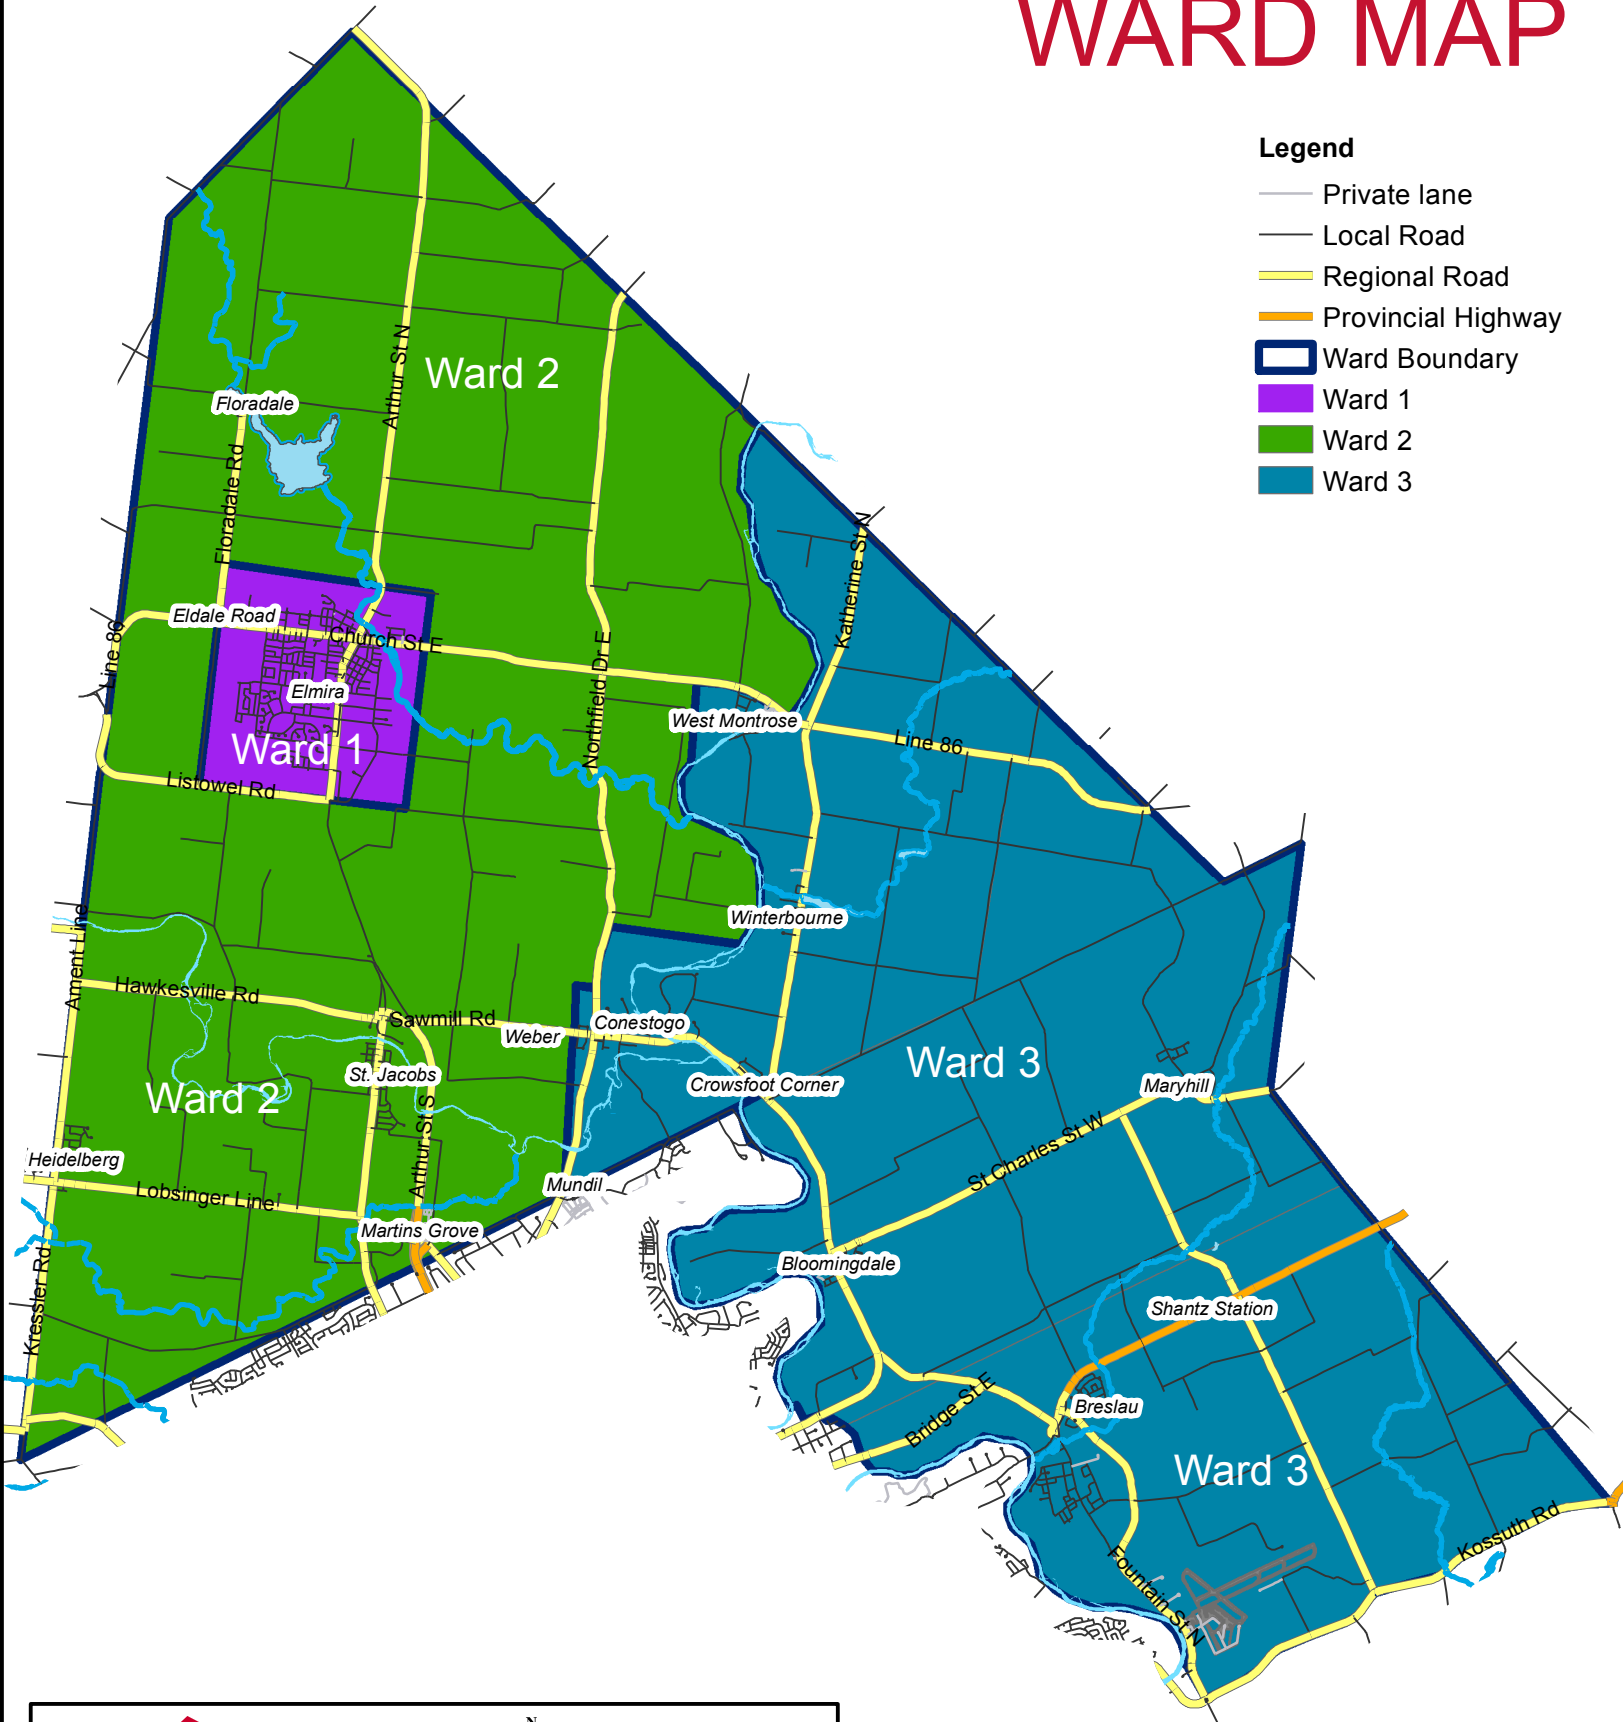 WARD MAP
Legend
Private lane
Local Road
Regional Road
Provincial Highway
Ward Boundary
Ward 1
Ward 2
Ward 3
Ward 2
Arthur St N
Floradale
Floradale Rd
Katherine St N
Eldale Road
Line 86
Church St E
Elmira
Northfield Dr E
West Montrose
Line 86
Ward 1
Listowel Rd
Winterbourne
Ament Line
Hawkesville Rd
Sawmill Rd
Weber
Conestogo
Ward 3
St. Jacobs
Crowsfoot Corner
Maryhill
Ward 2
Arthur St S
St Charles St W
Heidelberg
Lobsinger Line
Mundil
Martins Grove
Bloomingdale
Kressler Rd
Shantz Station
Bridge St E
Breslau
Ward 3
Kossuth Rd
Fountain St N
N